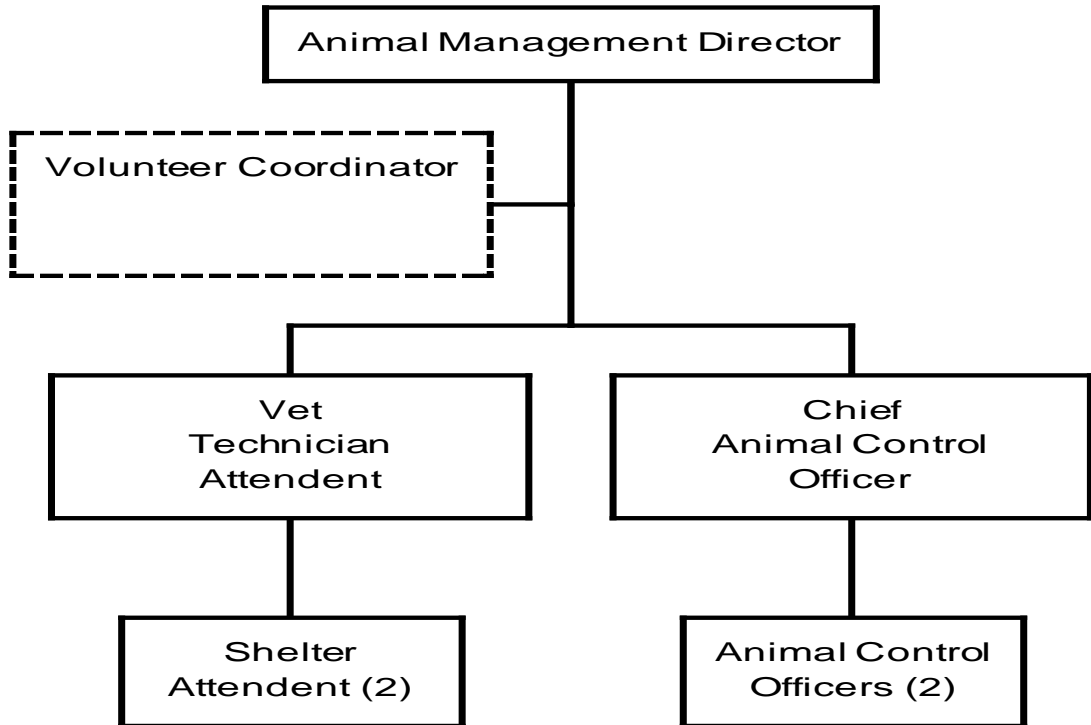 Animal Management Director
Volunteer Coordinator
Vet
Technician
Attendent
Chief
Animal Control
Officer
Shelter
Attendent (2)
Animal Control
Officers (2)